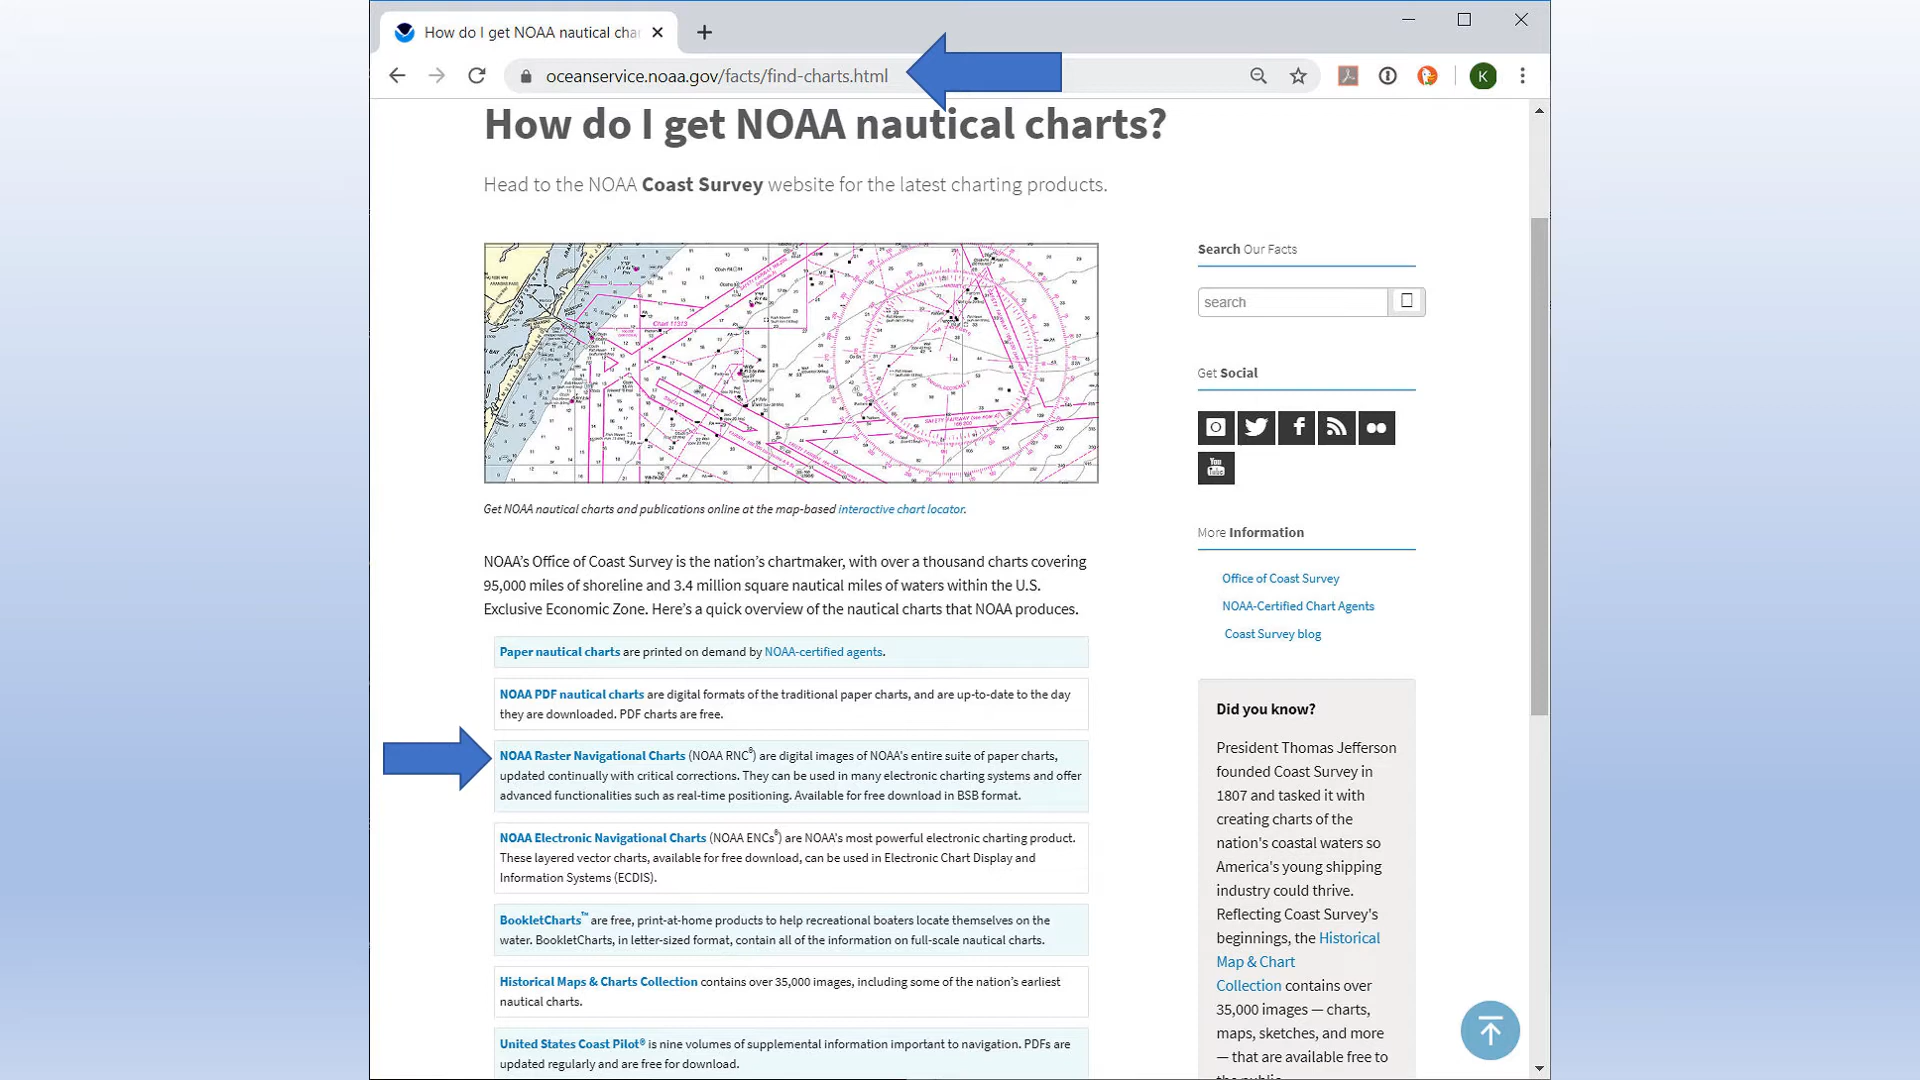 How do I get NOAA nautical cha
oceanservice.noaa.gov/facts/find-charts.html
K
How do I get NOAA nautical charts?
Head to the NOAA Coast Survey website for the latest charting products.
Chart 11313
Get NOAA nautical charts and publications online at the map-based interactive chart locator.
NOAA's Office of Coast Survey is the nation's chartmaker, with over a thousand charts covering
95,000 miles of shoreline and 3.4 million square nautical miles of waters within the U.S.
Exclusive Economic Zone. Here's a quick overview of the nautical charts that NOAA produces.
Paper nautical charts are printed on demand by NOAA-certified agents.
NOAA PDF nautical charts are digital formats of the traditional paper charts, and are up-to-date to the day
they are downloaded. PDF charts are free.
NOAA Raster Navigational Charts (NOAA RNC®) are digital images of NOAA's entire suite of paper charts,
updated continually with critical corrections. They can be used in many electronic charting systems and offer
advanced functionalities such as real-time positioning. Available for free download in BSB format.
NOAA Electronic Navigational Charts (NOAA ENCs®) are NOAA's most powerful electronic charting product.
These layered vector charts, available for free download, can be used in Electronic Chart Display and
Information Systems (ECDIS).
BookletCharts™ are free, print-at-home products to help recreational boaters locate themselves on the
water. BookletCharts, in letter-sized format, contain all of the information on full-scale nautical charts.
Historical Maps & Charts Collection contains over 35,000 images, including some of the nation's earliest
nautical charts.
United States Coast Pilot® is nine volumes of supplemental information important to navigation. PDFs are
updated regularly and are free for download.
Search Our Facts
search
Get Social
You
Tube
More Information
Office of Coast Survey
NOAA-Certified Chart Agents
Coast Survey blog
Did you know?
President Thomas Jefferson
founded Coast Survey in
1807 and tasked it with
creating charts of the
nation's coastal waters so
America's young shipping
industry could thrive.
Reflecting Coast Survey's
beginnings, the Historical
Map & Chart
Collection contains over
35,000 images — charts,
maps, sketches, and more
— that are available free to
the public.